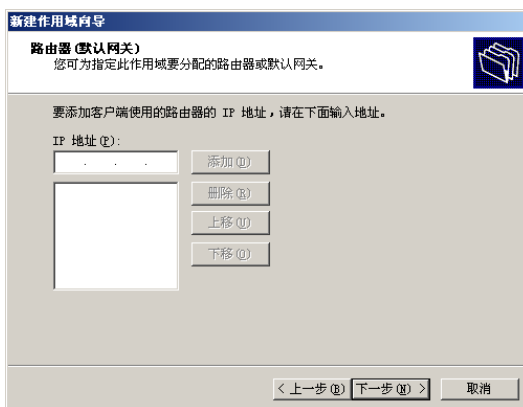 新建作用域向导
路由器(默认网关)
您可为指定此作用域要分配的路由器或默认网关。
要添加客户端使用的路由器的 IP 地址，请在下面输入地址。
IP 地址(P):
添加(D)
删除(R)
上移(U)
下移(O)
< 上一步(B) 下一步(N) > 取消